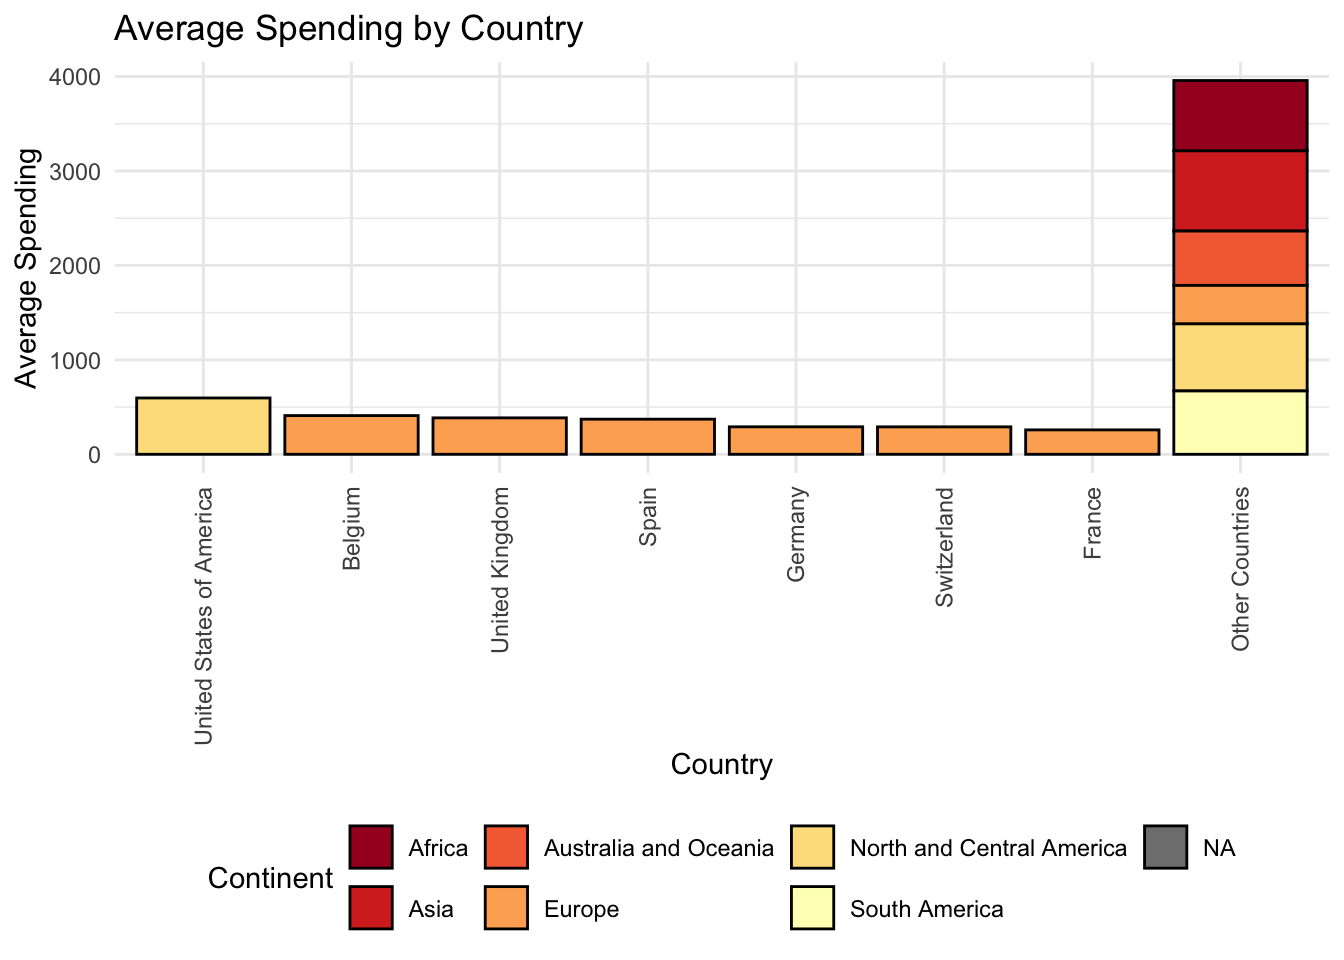 Average Spending by Country
Average Spending
4000
3000
2000
1000
0
United States of America
Belgium
United Kingdom
Spain
Germany
Switzerland
France
Other Countries
Country
Continent
Africa
Australia and Oceania
North and Central America
NA
Asia
Europe
South America